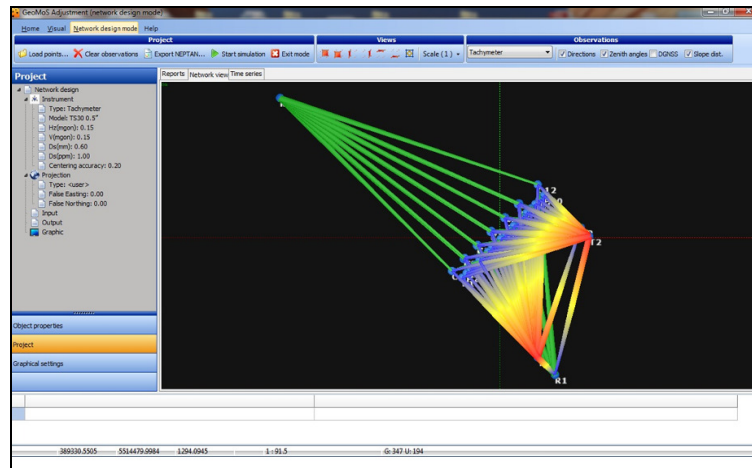 GeoMoS Adjustment (network design mode)
Home Visual Network design mode Help
Project Views Observations
Load points... Clear observations Export NEPTAN... Start simulation Exit mode Scale ( 1 ) Tachymeter Directions Zenith angles DGNSS Slope dist.
Project
Reports Network view Time series
Network design
Instrument
Type: Tachymeter
Model: TS30 0.5"
Hz(mgon): 0.15
V(mgon): 0.15
Ds(mm): 0.60
Ds(ppm): 1.00
Centering accuracy: 0.20
Projection
Type: <user>
False Easting: 0.00
False Northing: 0.00
Input
Output
Graphic
T2
R1
Object properties
Project
Graphical settings
389330.5505 5514479.9984 1294.0945 1 : 91.5 G: 347 U: 194